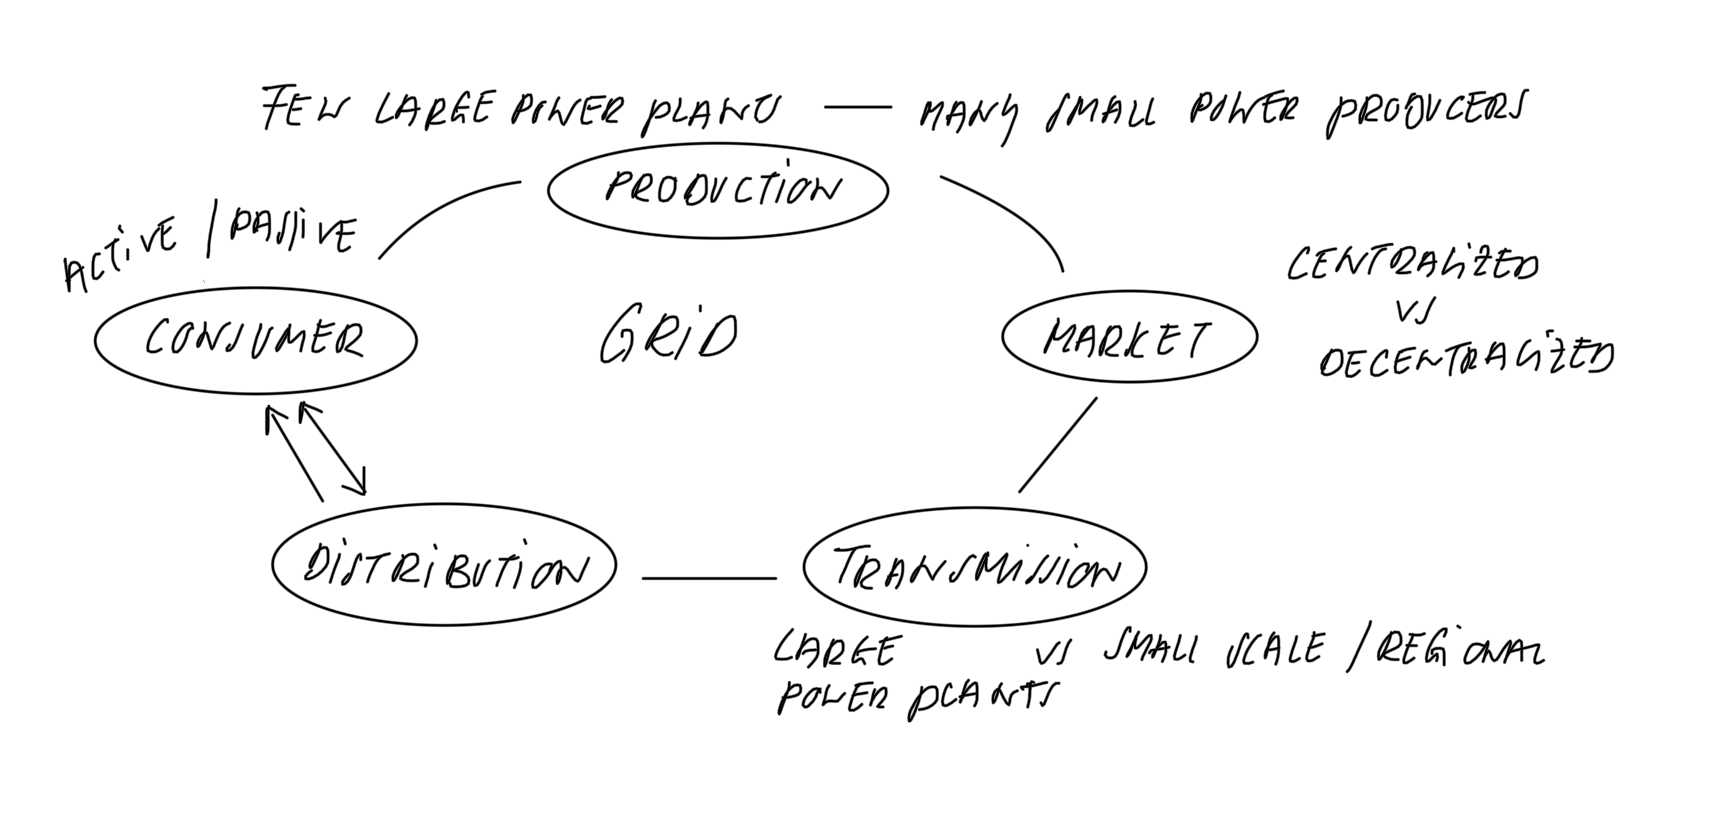 FEW LARGE POWER PLANTS — MANY SMALL POWER PRODUCERS
PRODUCTION
ACTIVE / PASSIVE
CONSUMER
GRID
MARKET
CENTRALIZED
VS
DECENTRALIZED
DISTRIBUTION
TRANSMISSION
LARGE VS SMALL SCALE / REGIONAL
POWER PLANTS